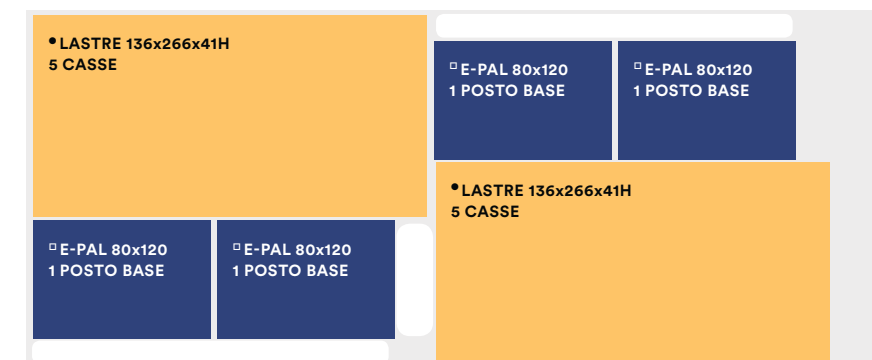 • LASTRE 136x266x41H
5 CASSE
□ E-PAL 80x120
1 POSTO BASE
□ E-PAL 80x120
1 POSTO BASE
□ E-PAL 80x120
1 POSTO BASE
□ E-PAL 80x120
1 POSTO BASE
• LASTRE 136x266x41H
5 CASSE